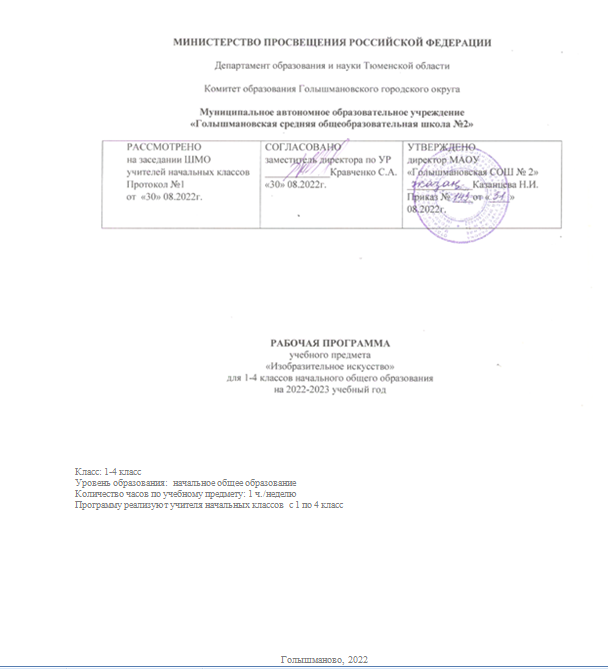 МИНИСТЕРСТВО ПРОСВЕЩЕНИЯ РОССИЙСКОЙ ФЕДЕРАЦИИ
Департамент образования и науки Тюменской области
Комитет образования Голышмановского городского округа
Муниципальное автономное образовательное учреждение
«Голышмановская средняя общеобразовательная школа №2»
РАССМОТРЕНО
на заседании ШМО
учителей начальных классов
Протокол №1
от «30» 08.2022г.
СОГЛАСОВАНО
заместитель директора по УР
____________Кравченко С.А.
«30» 08.2022г.
УТВЕРЖДЕНО
директор МАОУ
«Голышмановская СОШ № 2»
Казанцева Н.И.
Приказ № 143 от «31»
08.2022г.
РАБОЧАЯ ПРОГРАММА
учебного предмета
«Изобразительное искусство»
для 1-4 классов начального общего образования
на 2022-2023 учебный год
Класс: 1-4 класс
Уровень образования: начальное общее образование
Количество часов по учебному предмету: 1 ч./неделю
Программу реализуют учителя начальных классов с 1 по 4 класс
Голышманово, 2022